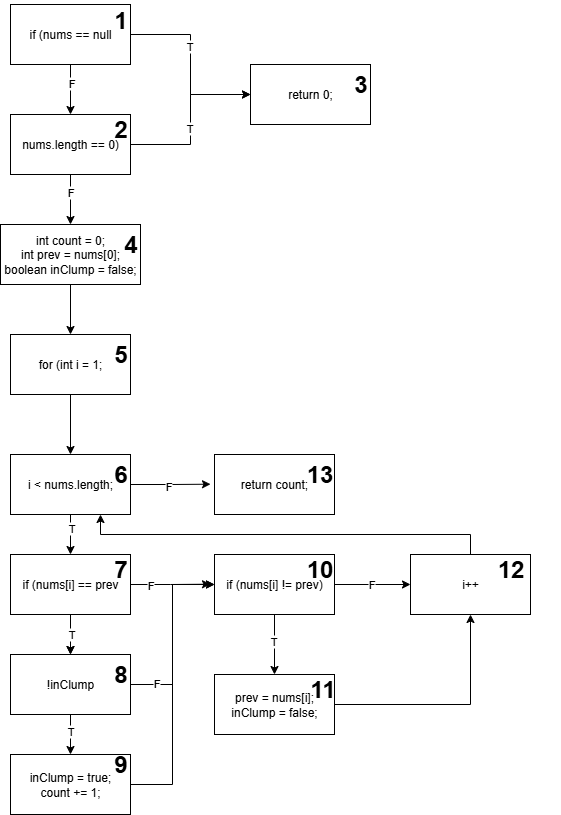 1
if (nums == null
T
F
3
return 0;
2
nums.length == 0)
T
F
4
int count = 0;
int prev = nums[0];
boolean inClump = false;
5
for (int i = 1;
6
i < nums.length;
F
13
return count;
T
7
if (nums[i] == prev
F
10
if (nums[i] != prev)
F
12
i++
T
T
8
!inClump
F
11
prev = nums[i];
inClump = false;
T
9
inClump = true;
count += 1;